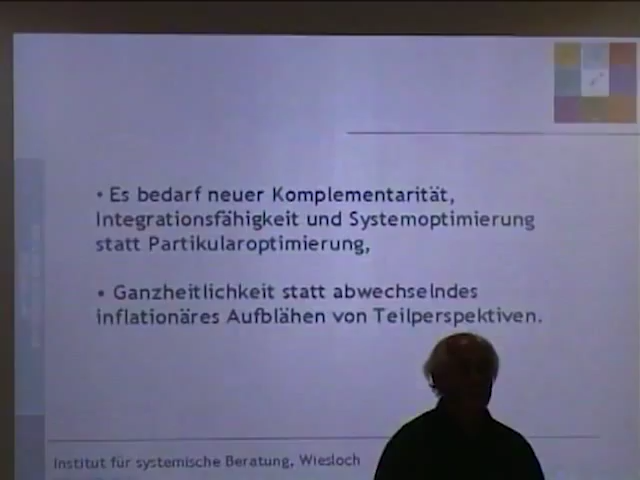 • Es bedarf neuer Komplementarität,
Integrationsfähigkeit und Systemoptimierung
statt Partikularoptimierung,
• Ganzheitlichkeit statt abwechselndes
inflationäres Aufblähen von Teilperspektiven.
Institut für systemische Beratung, Wiesloch